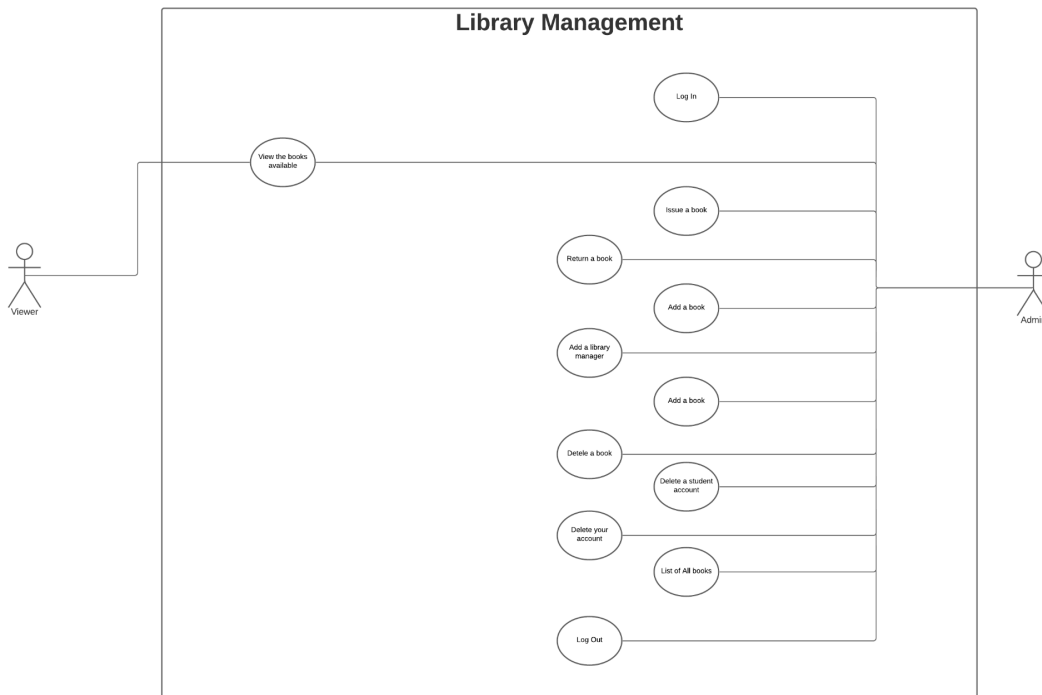 Library Management
Log In
View the books
available
Issue a book
Return a book
Viewer
Add a book
Admi
Add a library
manager
Add a book
Detele a book
Delete a student
account
Delete your
account
List of All books
Log Out